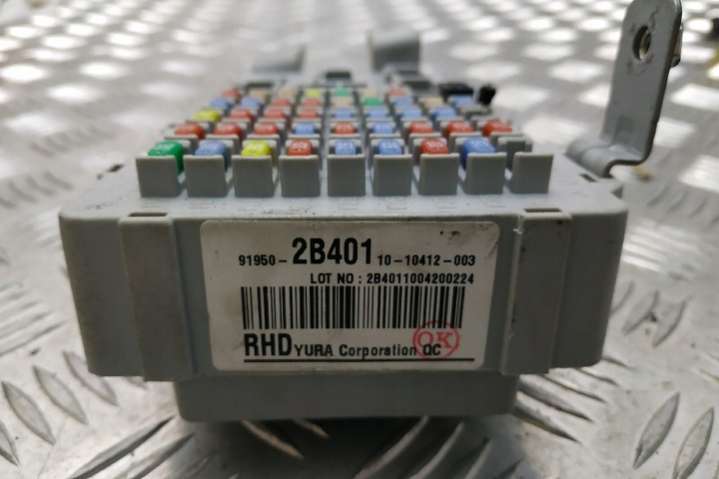 91950-2B401 10-10412-003
LOT NO : 2B4011004200224
RHD YURA Corporation QC OK